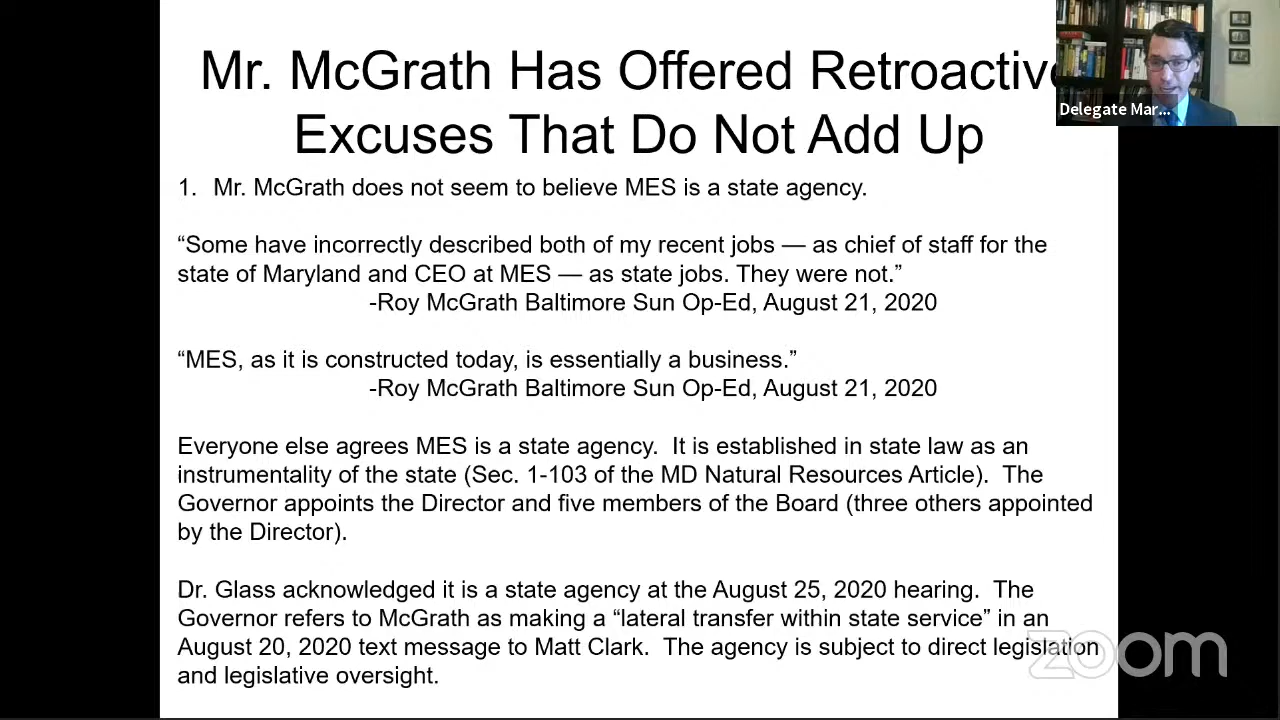 Mr. McGrath Has Offered Retroactive
Excuses That Do Not Add Up
Delegate Mar...
1. Mr. McGrath does not seem to believe MES is a state agency.
“Some have incorrectly described both of my recent jobs — as chief of staff for the
state of Maryland and CEO at MES — as state jobs. They were not.”
-Roy McGrath Baltimore Sun Op-Ed, August 21, 2020
“MES, as it is constructed today, is essentially a business.”
-Roy McGrath Baltimore Sun Op-Ed, August 21, 2020
Everyone else agrees MES is a state agency. It is established in state law as an
instrumentality of the state (Sec. 1-103 of the MD Natural Resources Article). The
Governor appoints the Director and five members of the Board (three others appointed
by the Director).
Dr. Glass acknowledged it is a state agency at the August 25, 2020 hearing. The
Governor refers to McGrath as making a “lateral transfer within state service” in an
August 20, 2020 text message to Matt Clark. The agency is subject to direct legislation
and legislative oversight.
zoom